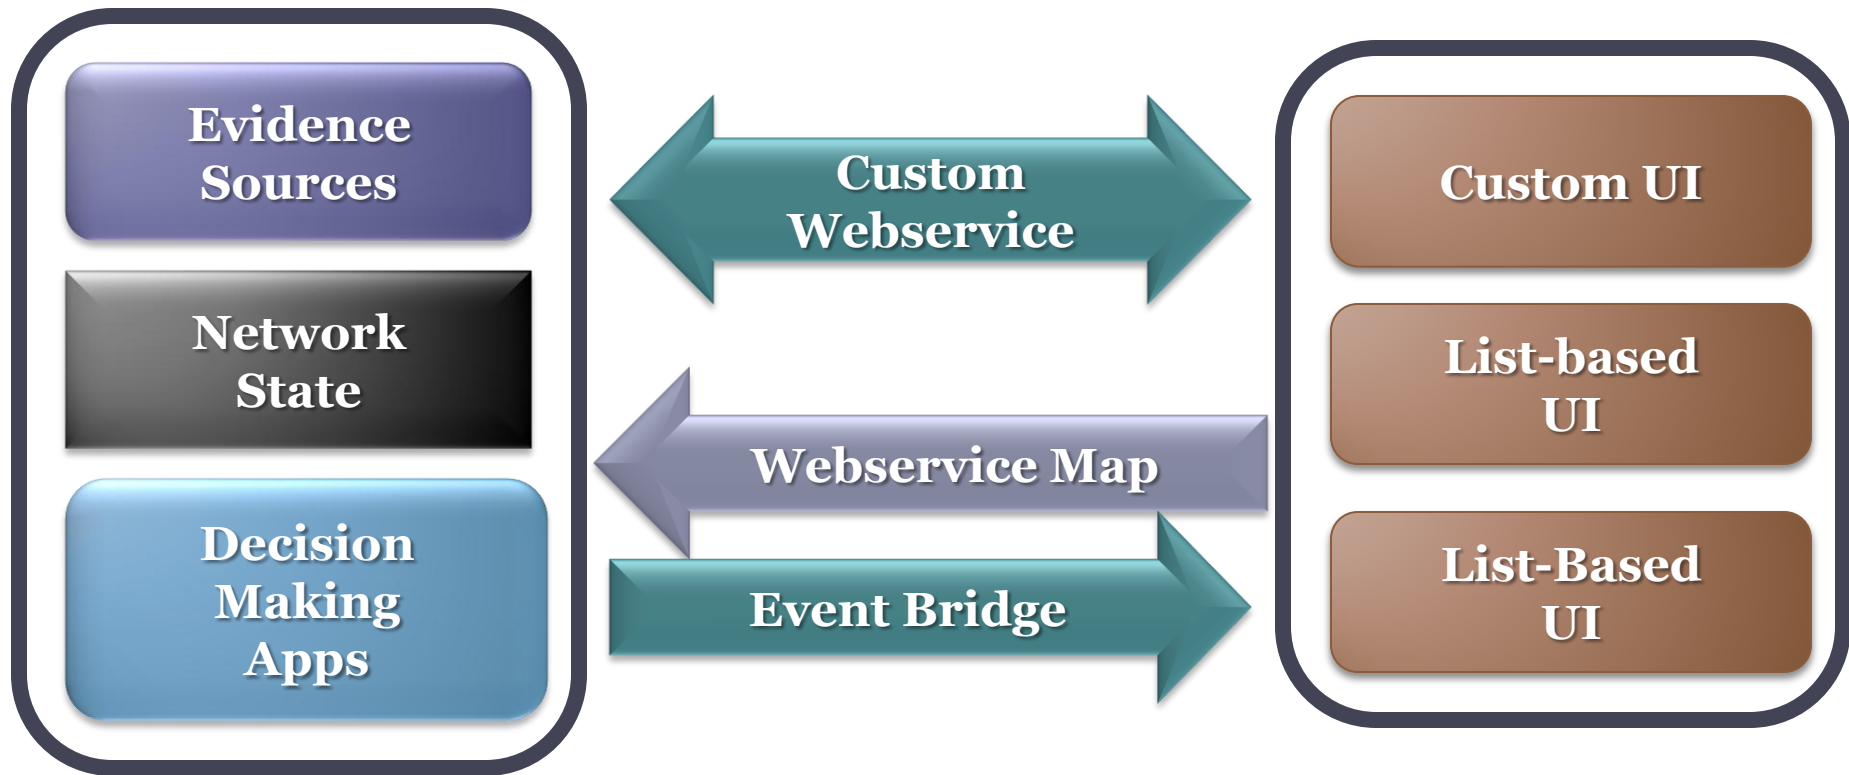 Evidence
Sources
Network
State
Decision
Making
Apps
Custom
Webservice
Webservice Map
Event Bridge
Custom UI
List-based
UI
List-Based
UI